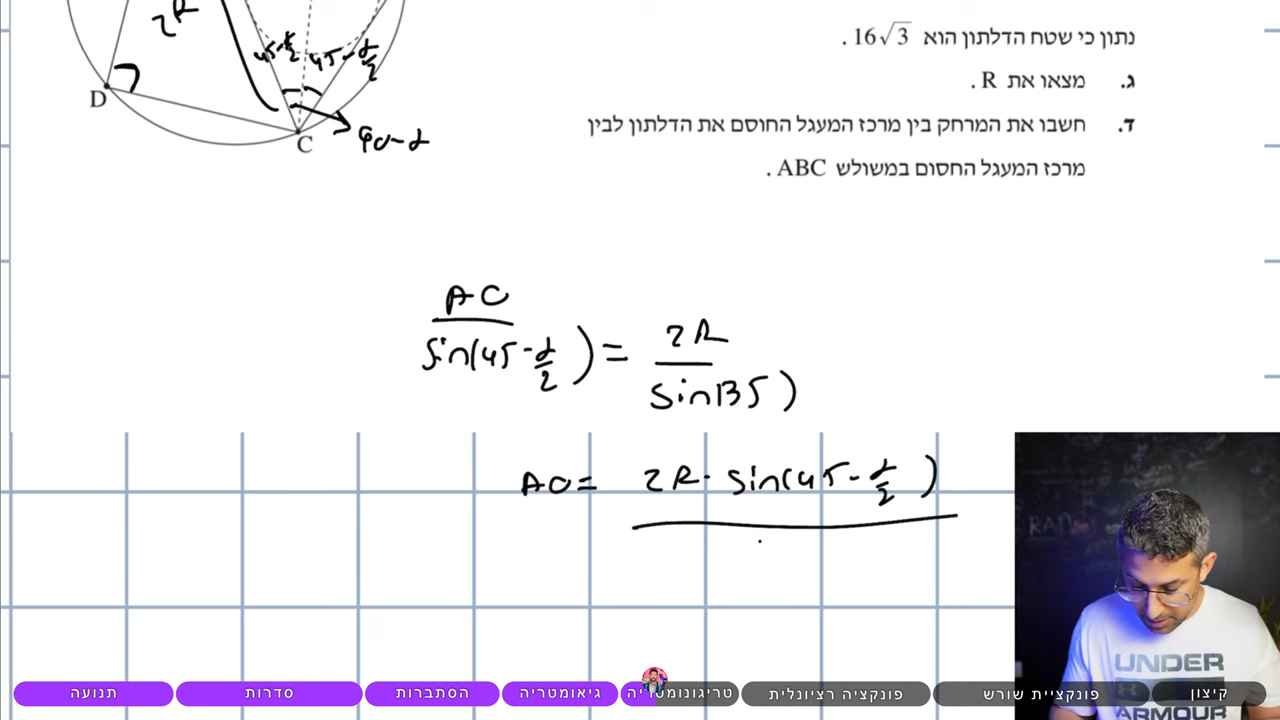 נתון כי שטח הדלתון הוא 16√3 .
ג. מצאו את R .
ד. חשבו את המרחק בין מרכז המעגל החוסם את הדלתון לבין
מרכז המעגל החסום במשולש ABC .
2R
45-α/2 45-α/2
D
C
90-α
AO/sin(45-α/2) = 2R/sin135)
AO= 2R·sin(45-α/2)
UNDER
ARMOUR
תנועה
סדרות
הסתברות
גיאומטריה
טריגונומטריה
פונקציה רציונלית
פונקציית שורש
קיצון